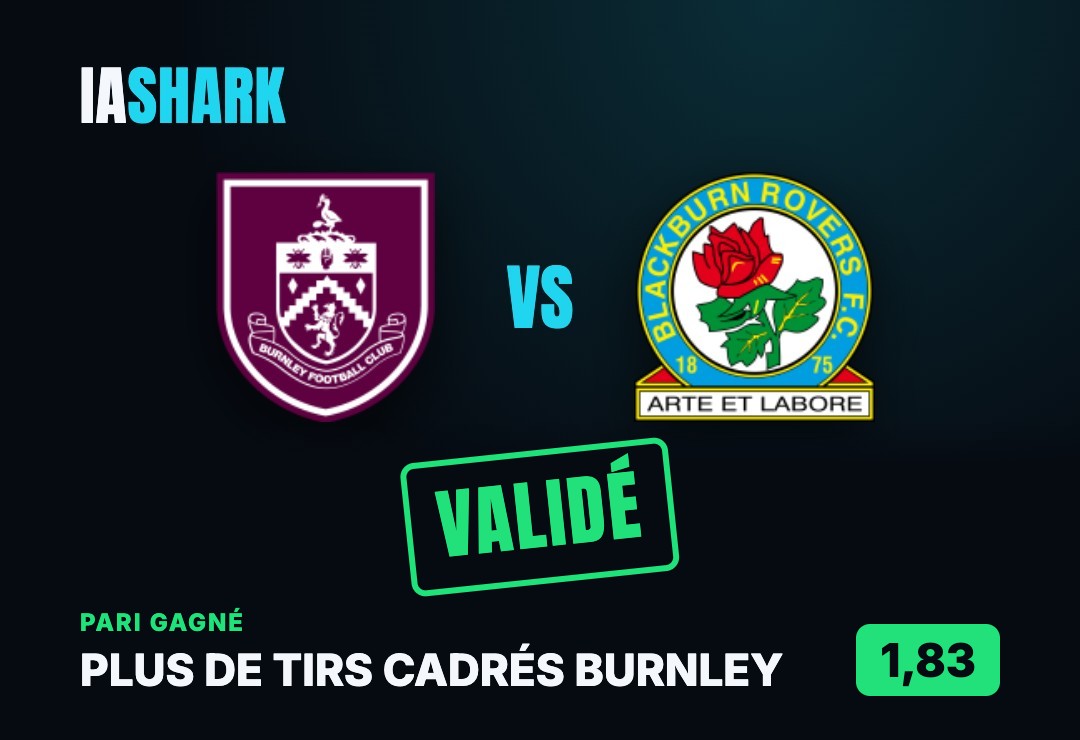 IASHARK
BURNLEY FOOTBALL CLUB
VS
BLACKBURN ROVERS F.C.
18 75
ARTE ET LABORE
VALIDÉ
PARI GAGNÉ
PLUS DE TIRS CADRÉS BURNLEY
1,83